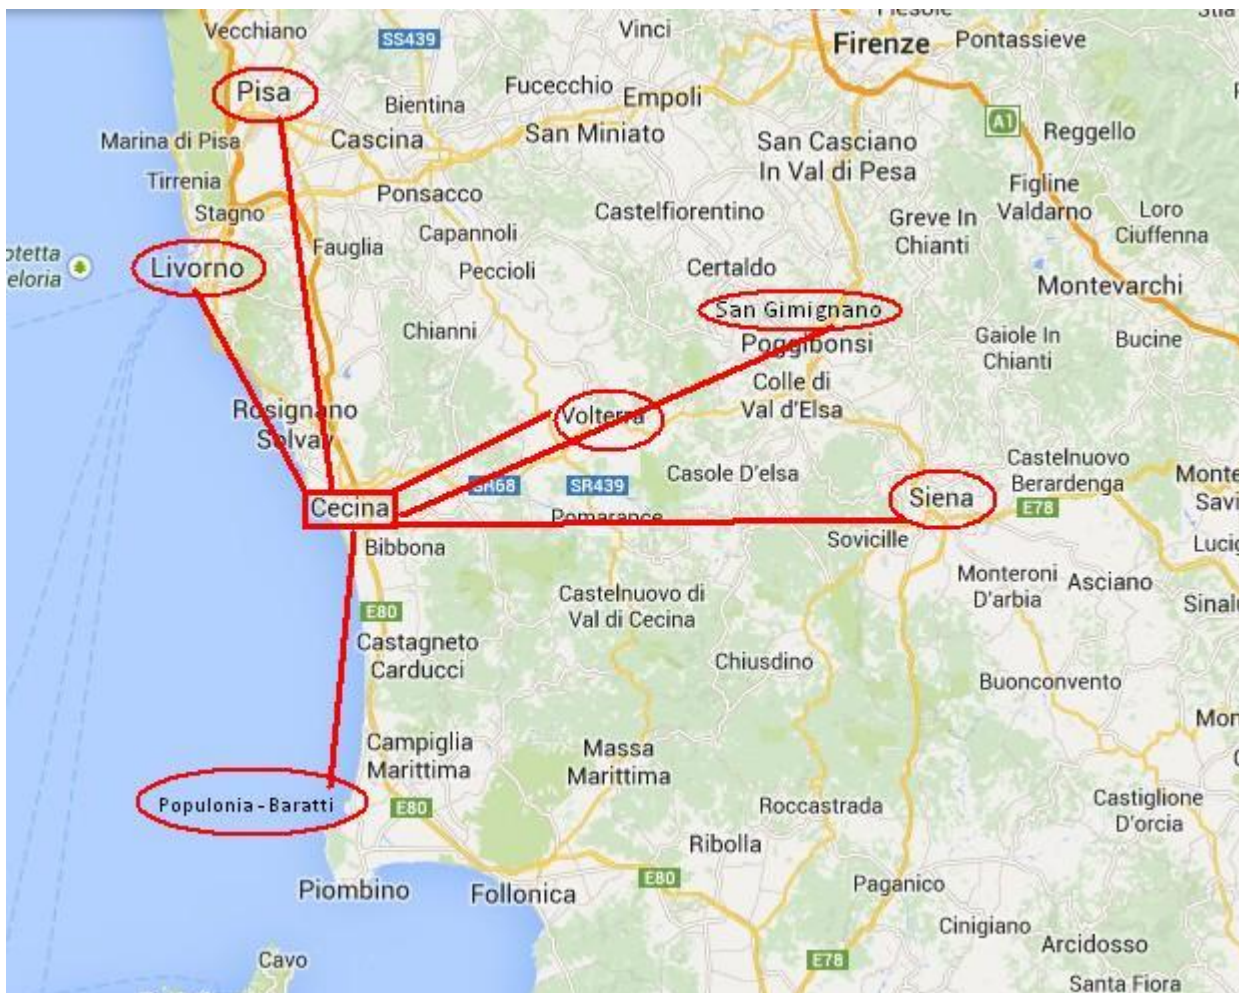 Vecchiano
SS439
Vinci
Firenze
Pontassieve
Pisa
Bientina
Fucecchio
Empoli
A1
Reggello
Marina di Pisa
Cascina
San Miniato
San Casciano
In Val di Pesa
Tirrenia
Ponsacco
Figline
Valdarno
Stagno
Castelfiorentino
Greve In
Chianti
Loro
Ciuffenna
Fauglia
Capannoli
Livorno
Peccioli
Certaldo
Montevarchi
San Gimignano
Chianni
Poggibonsi
Gaiole In
Chianti
Bucine
Rosignano
Solvay
Volterra
Colle di
Val d'Elsa
Casole D'elsa
Castelnuovo
Berardenga
SR68
SR439
Siena
E78
Cecina
Pomarance
Bibbona
Sovicille
Monteroni
D'arbia
Asciano
E80
Castelnuovo di
Val di Cecina
Castagneto
Carducci
Chiusdino
Buonconvento
Campiglia
Marittima
Massa
Marittima
Populonia-Baratti
E80
Roccastrada
Castiglione
D'orcia
Ribolla
Piombino
Follonica
E80
Paganico
Cinigiano
Arcidosso
Cavo
E78
Santa Fiora